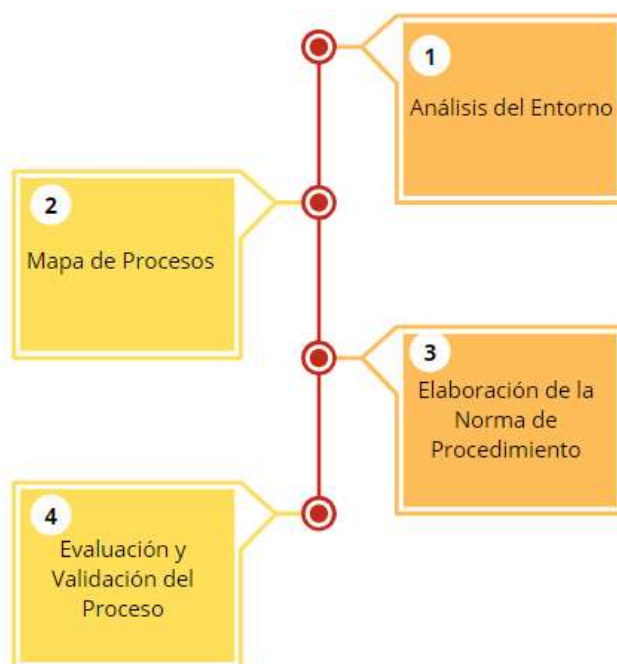 1
Análisis del Entorno
2
Mapa de Procesos
3
Elaboración de la
Norma de
Procedimiento
4
Evaluación y
Validación del
Proceso